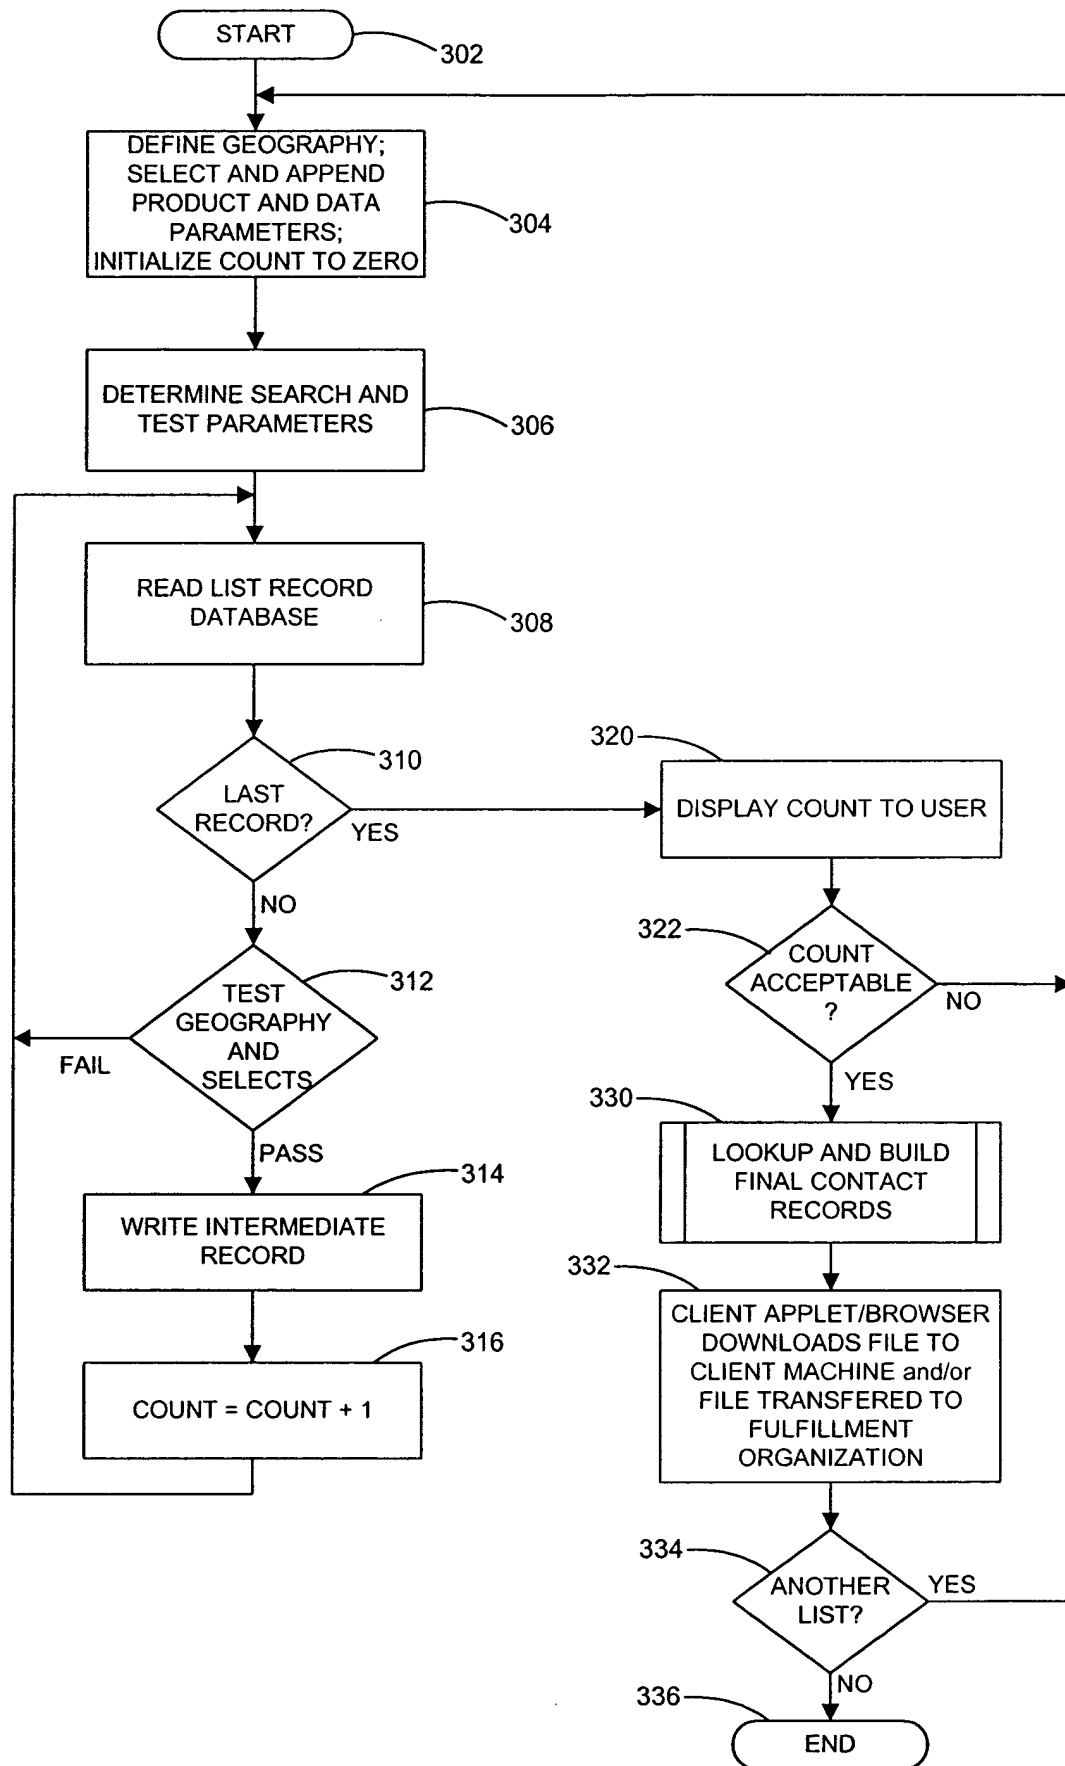 START
302
DEFINE GEOGRAPHY;
SELECT AND APPEND
PRODUCT AND DATA
PARAMETERS;
INITIALIZE COUNT TO ZERO
304
DETERMINE SEARCH AND
TEST PARAMETERS
306
READ LIST RECORD
DATABASE
308
310
LAST
RECORD?
YES
NO
312
TEST
GEOGRAPHY
AND
SELECTS
FAIL
PASS
314
WRITE INTERMEDIATE
RECORD
316
COUNT = COUNT + 1
320
DISPLAY COUNT TO USER
322
COUNT
ACCEPTABLE
?
NO
YES
330
LOOKUP AND BUILD
FINAL CONTACT
RECORDS
332
CLIENT APPLET/BROWSER
DOWNLOADS FILE TO
CLIENT MACHINE and/or
FILE TRANSFERED TO
FULFILLMENT
ORGANIZATION
334
ANOTHER
LIST?
YES
NO
336
END